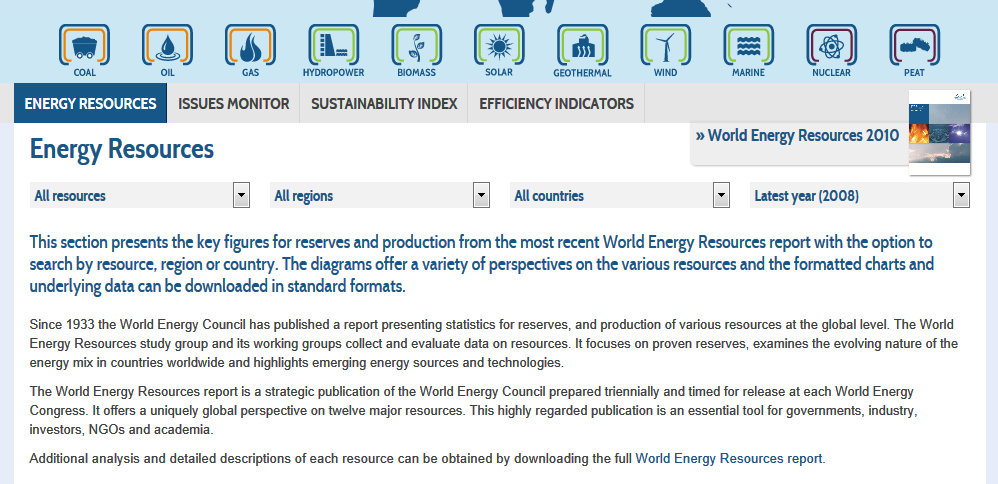 COAL OIL GAS HYDROPOWER BIOMASS SOLAR GEOTHERMAL WIND MARINE NUCLEAR PEAT
ENERGY RESOURCES ISSUES MONITOR SUSTAINABILITY INDEX EFFICIENCY INDICATORS
» World Energy Resources 2010
Energy Resources
All resources All regions All countries Latest year (2008)
This section presents the key figures for reserves and production from the most recent World Energy Resources report with the option to
search by resource, region or country. The diagrams offer a variety of perspectives on the various resources and the formatted charts and
underlying data can be downloaded in standard formats.
Since 1933 the World Energy Council has published a report presenting statistics for reserves, and production of various resources at the global level. The World
Energy Resources study group and its working groups collect and evaluate data on resources. It focuses on proven reserves, examines the evolving nature of the
energy mix in countries worldwide and highlights emerging energy sources and technologies.
The World Energy Resources report is a strategic publication of the World Energy Council prepared triennially and timed for release at each World Energy
Congress. It offers a uniquely global perspective on twelve major resources. This highly regarded publication is an essential tool for governments, industry,
investors, NGOs and academia.
Additional analysis and detailed descriptions of each resource can be obtained by downloading the full World Energy Resources report.